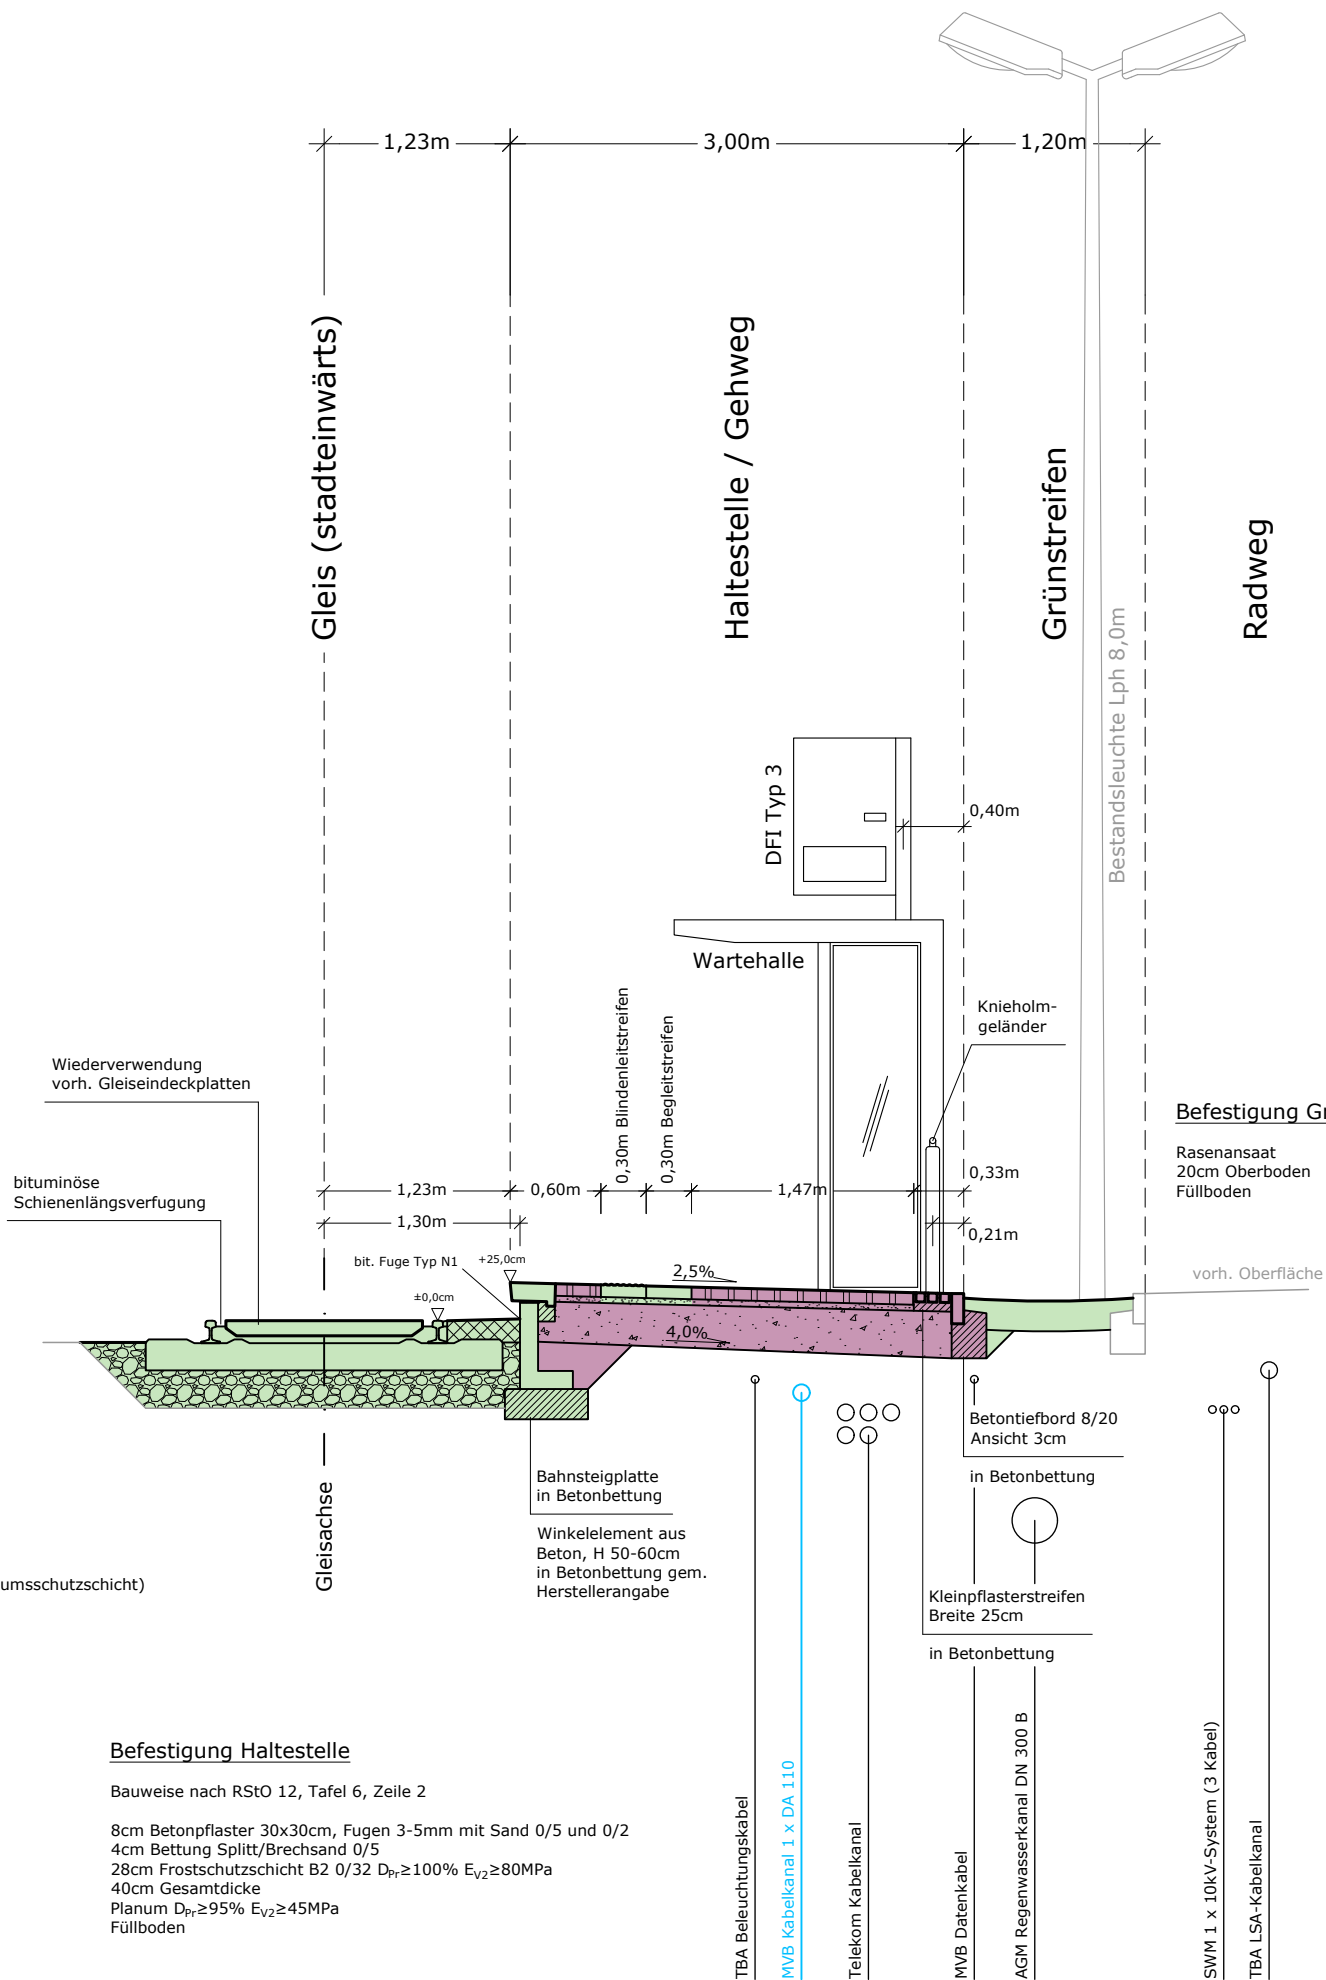 1,23m
3,00m
1,20m
Gleis (stadteinwärts)
Haltestelle / Gehweg
Grünstreifen
Radweg
Bestandsleuchte Lph 8,0m
DFI Typ 3
0,40m
Wartehalle
Knieholm-
geländer
Wiederverwendung
vorh. Gleiseindeckplatten
0,30m Blindenleitstreifen
0,30m Begleitstreifen
Befestigung Gr
Rasenansaat
20cm Oberboden
Füllboden
bituminöse
Schienenlängsverfugung
1,23m
0,60m
1,47m
0,33m
1,30m
0,21m
bit. Fuge Typ N1
+25,0cm
2,5%
vorh. Oberfläche
±0,0cm
4,0%
Betontiefbord 8/20
Ansicht 3cm
in Betonbettung
Bahnsteigplatte
in Betonbettung
Winkelelement aus
Beton, H 50-60cm
in Betonbettung gem.
Herstellerangabe
Gleisachse
umsschutzschicht)
Kleinpflasterstreifen
Breite 25cm
in Betonbettung
Befestigung Haltestelle
Bauweise nach RStO 12, Tafel 6, Zeile 2
8cm Betonpflaster 30x30cm, Fugen 3-5mm mit Sand 0/5 und 0/2
4cm Bettung Splitt/Brechsand 0/5
28cm Frostschutzschicht B2 0/32 DPr≥100% EV2≥80MPa
40cm Gesamtdicke
Planum DPr≥95% EV2≥45MPa
Füllboden
TBA Beleuchtungskabel
MVB Kabelkanal 1 x DA 110
Telekom Kabelkanal
MVB Datenkabel
AGM Regenwasserkanal DN 300 B
SWM 1 x 10kV-System (3 Kabel)
TBA LSA-Kabelkanal